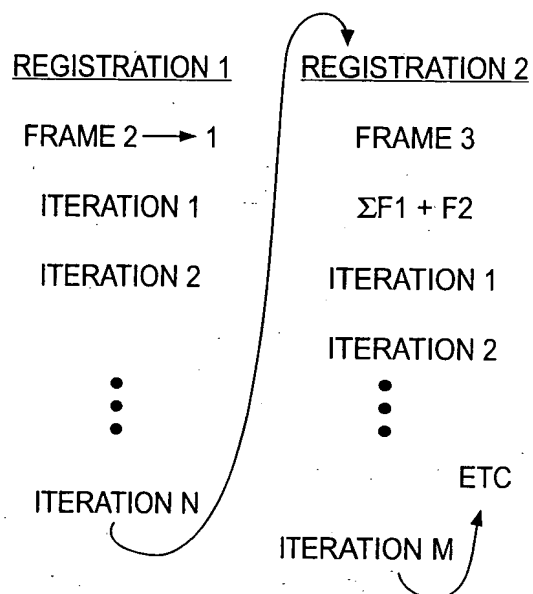 REGISTRATION 1
FRAME 2 → 1
ITERATION 1
ITERATION 2
ITERATION N
REGISTRATION 2
FRAME 3
ΣF1 + F2
ITERATION 1
ITERATION 2
ETC
ITERATION M